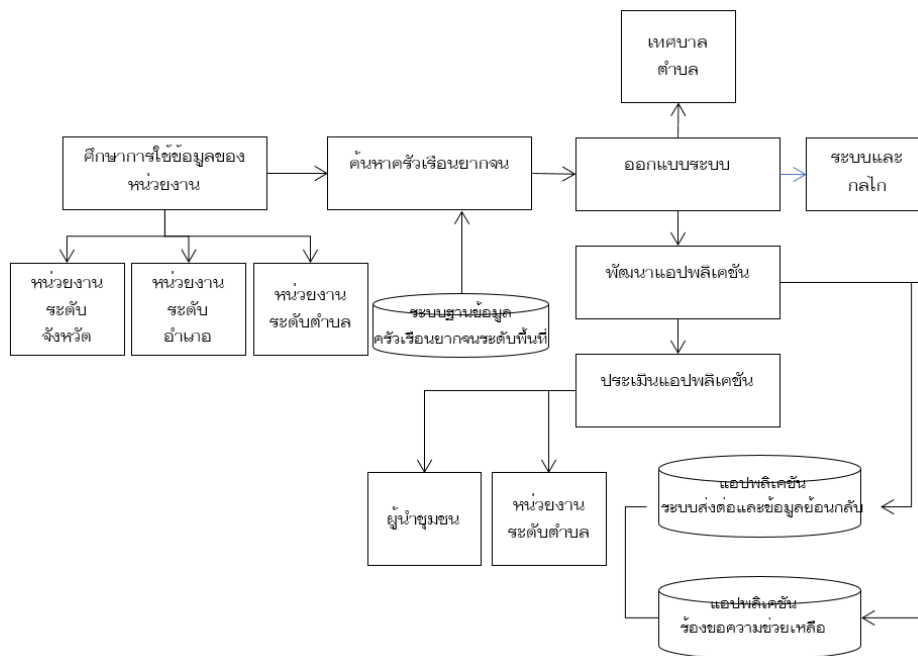 เทศบาล
ตำบล
ศึกษาการใช้ข้อมูลของ
หน่วยงาน
ค้นหาครัวเรือนยากจน
ออกแบบระบบ
ระบบและ
กลไก
หน่วยงาน
ระดับ
จังหวัด
หน่วยงาน
ระดับ
อำเภอ
หน่วยงาน
ระดับตำบล
ระบบฐานข้อมูล
ครัวเรือนยากจนระดับพื้นที่
พัฒนาแอปพลิเคชัน
ประเมินแอปพลิเคชัน
ผู้นำชุมชน
หน่วยงาน
ระดับตำบล
แอปพลิเคชัน
ระบบส่งต่อและข้อมูลย้อนกลับ
แอปพลิเคชัน
ร้องขอความช่วยเหลือ